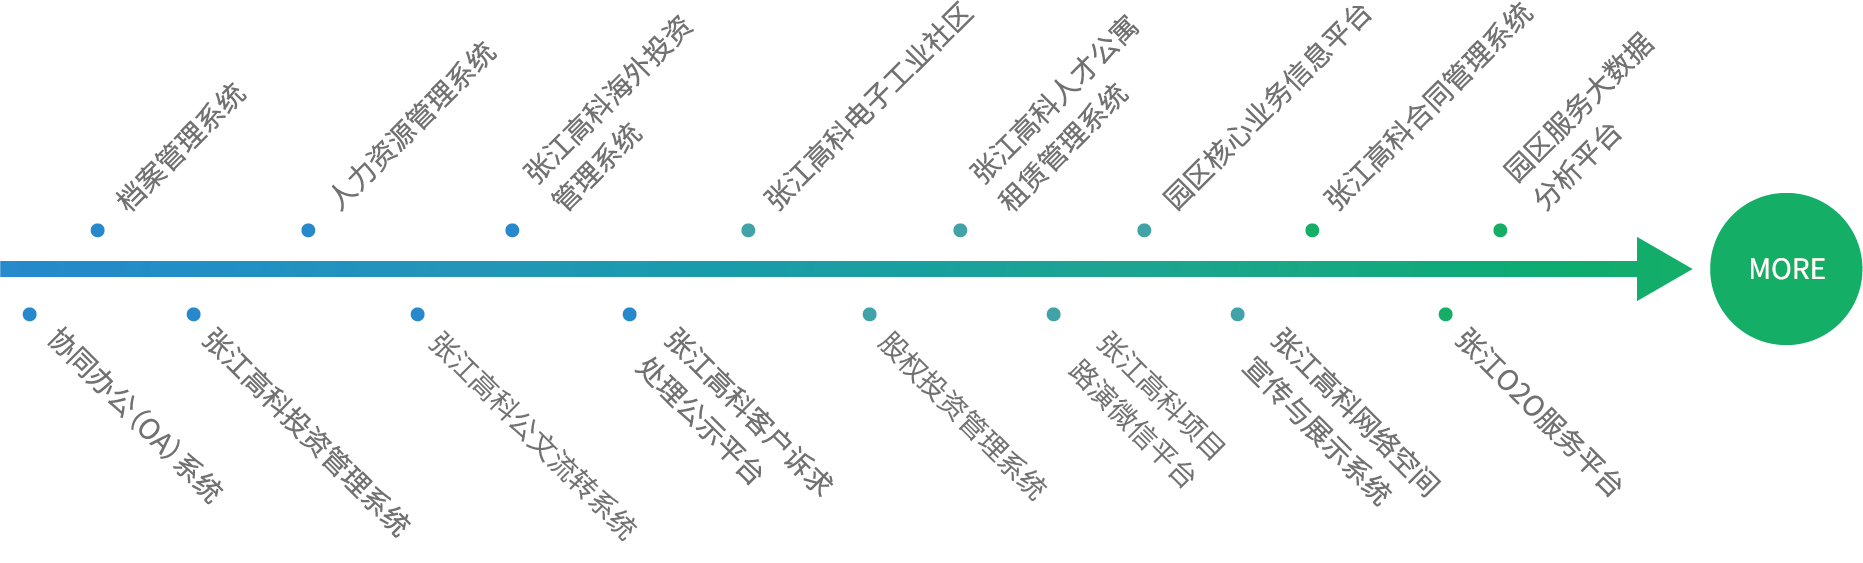 档案管理系统
人力资源管理系统
张江高科海外投资
管理系统
张江高科电子工业社区
张江高科人才公寓
租赁管理系统
园区核心业务信息平台
张江高科合同管理系统
园区服务大数据
分析平台
MORE
协同办公(OA)系统
张江高科投资管理系统
张江高科公文流转系统
张江高科客户诉求
处理公示平台
股权投资管理系统
张江高科项目
路演微信平台
张江高科网络空间
宣传与展示系统
张江O2O服务平台